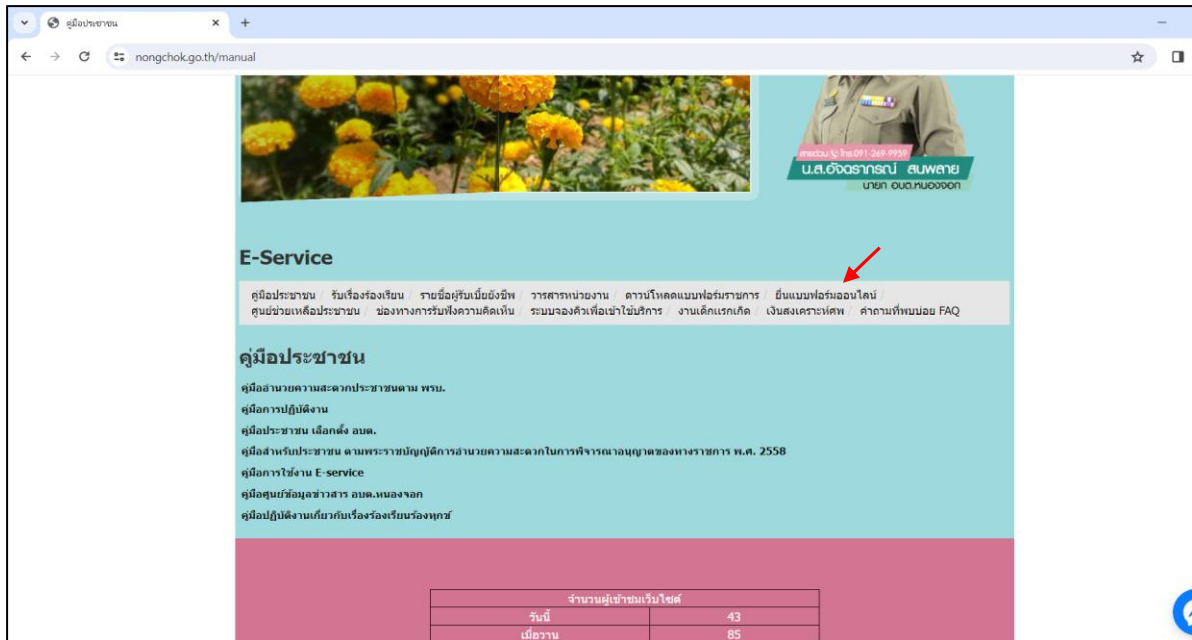 คู่มือประชาชน
nongchok.go.th/manual
สายตรง โทร.091-269-9959
น.ส.อัจฉราภรณ์ สนพลาย
นายก อบต.หนองจอก
E-Service
คู่มือประชาชน / รับเรื่องร้องเรียน / รายชื่อผู้รับเบี้ยยังชีพ / วารสารหน่วยงาน / ดาวน์โหลดแบบฟอร์มราชการ / ยื่นแบบฟอร์มออนไลน์ /
ศูนย์ช่วยเหลือประชาชน / ช่องทางการรับฟังความคิดเห็น / ระบบจองคิวเพื่อเข้าใช้บริการ / งานเด็กแรกเกิด / เงินสงเคราะห์ศพ / คำถามที่พบบ่อย FAQ
คู่มือประชาชน
คู่มืออำนวยความสะดวกประชาชนตาม พรบ.
คู่มือการปฏิบัติงาน
คู่มือประชาชน เลือกตั้ง อบต.
คู่มือสำหรับประชาชน ตามพระราชบัญญัติการอำนวยความสะดวกในการพิจารณาอนุญาตของทางราชการ พ.ศ. 2558
คู่มือการใช้งาน E-service
คู่มือศูนย์ข้อมูลข่าวสาร อบต.หนองจอก
คู่มือปฏิบัติงานเกี่ยวกับเรื่องร้องเรียนร้องทุกข์
จำนวนผู้เข้าชมเว็บไซต์
วันนี้ 43
เมื่อวาน 85